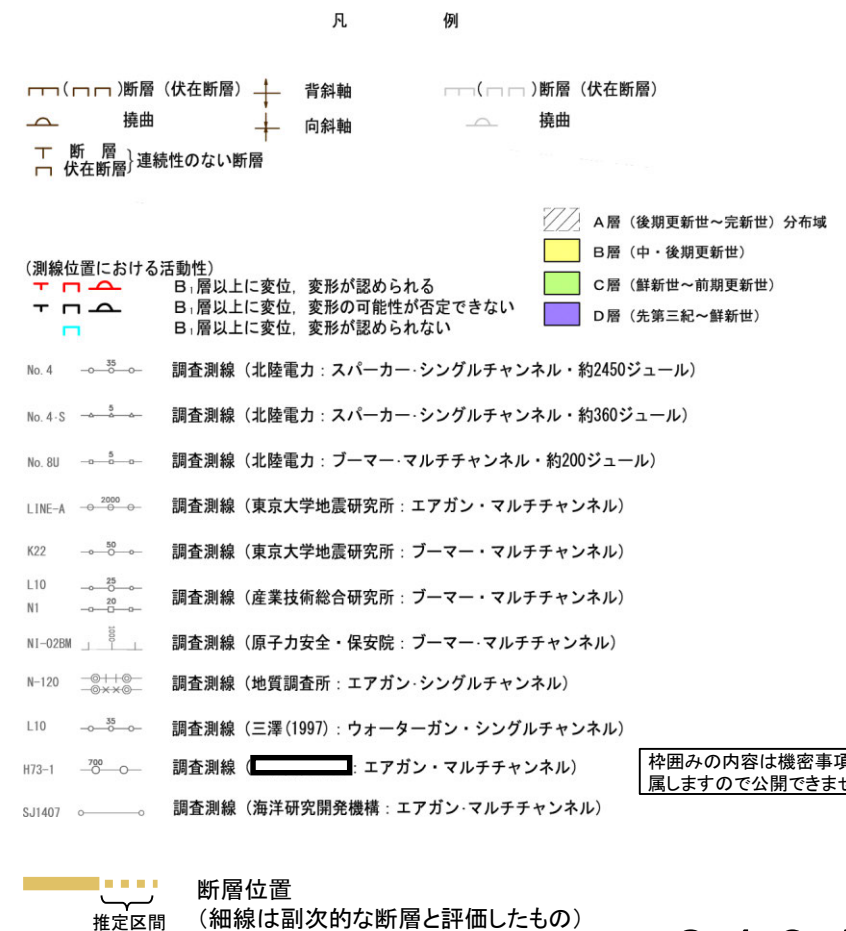 凡 例
(  )断層(伏在断層) 背斜軸 (  )断層(伏在断層)
撓曲 向斜軸 撓曲
断 層
伏在断層}連続性のない断層
A層(後期更新世~完新世)分布域
B層(中・後期更新世)
C層(鮮新世~前期更新世)
D層(先第三紀~鮮新世)
(測線位置における活動性)
B₁層以上に変位,変形が認められる
B₁層以上に変位,変形の可能性が否定できない
B₁層以上に変位,変形が認められない
No. 4 35 調査測線(北陸電力:スパーカー・シングルチャンネル・約2450ジュール)
No. 4-S 5 調査測線(北陸電力:スパーカー・シングルチャンネル・約360ジュール)
No. 8U 5 調査測線(北陸電力:ブーマー・マルチチャンネル・約200ジュール)
LINE-A 2000 調査測線(東京大学地震研究所:エアガン・マルチチャンネル)
K22 50 調査測線(東京大学地震研究所:ブーマー・マルチチャンネル)
L10 25
N1 20 調査測線(産業技術総合研究所:ブーマー・マルチチャンネル)
NI-02BM 1000 調査測線(原子力安全・保安院:ブーマー・マルチチャンネル)
N-120 調査測線(地質調査所:エアガン・シングルチャンネル)
L10 35 調査測線(三澤(1997):ウォーターガン・シングルチャンネル)
H73-1 700 調査測線(  :エアガン・マルチチャンネル)
枠囲みの内容は機密事項
属しますので公開できませ
SJ1407 調査測線(海洋研究開発機構:エアガン・マルチチャンネル)
断層位置
推定区間 (細線は副次的な断層と評価したもの)